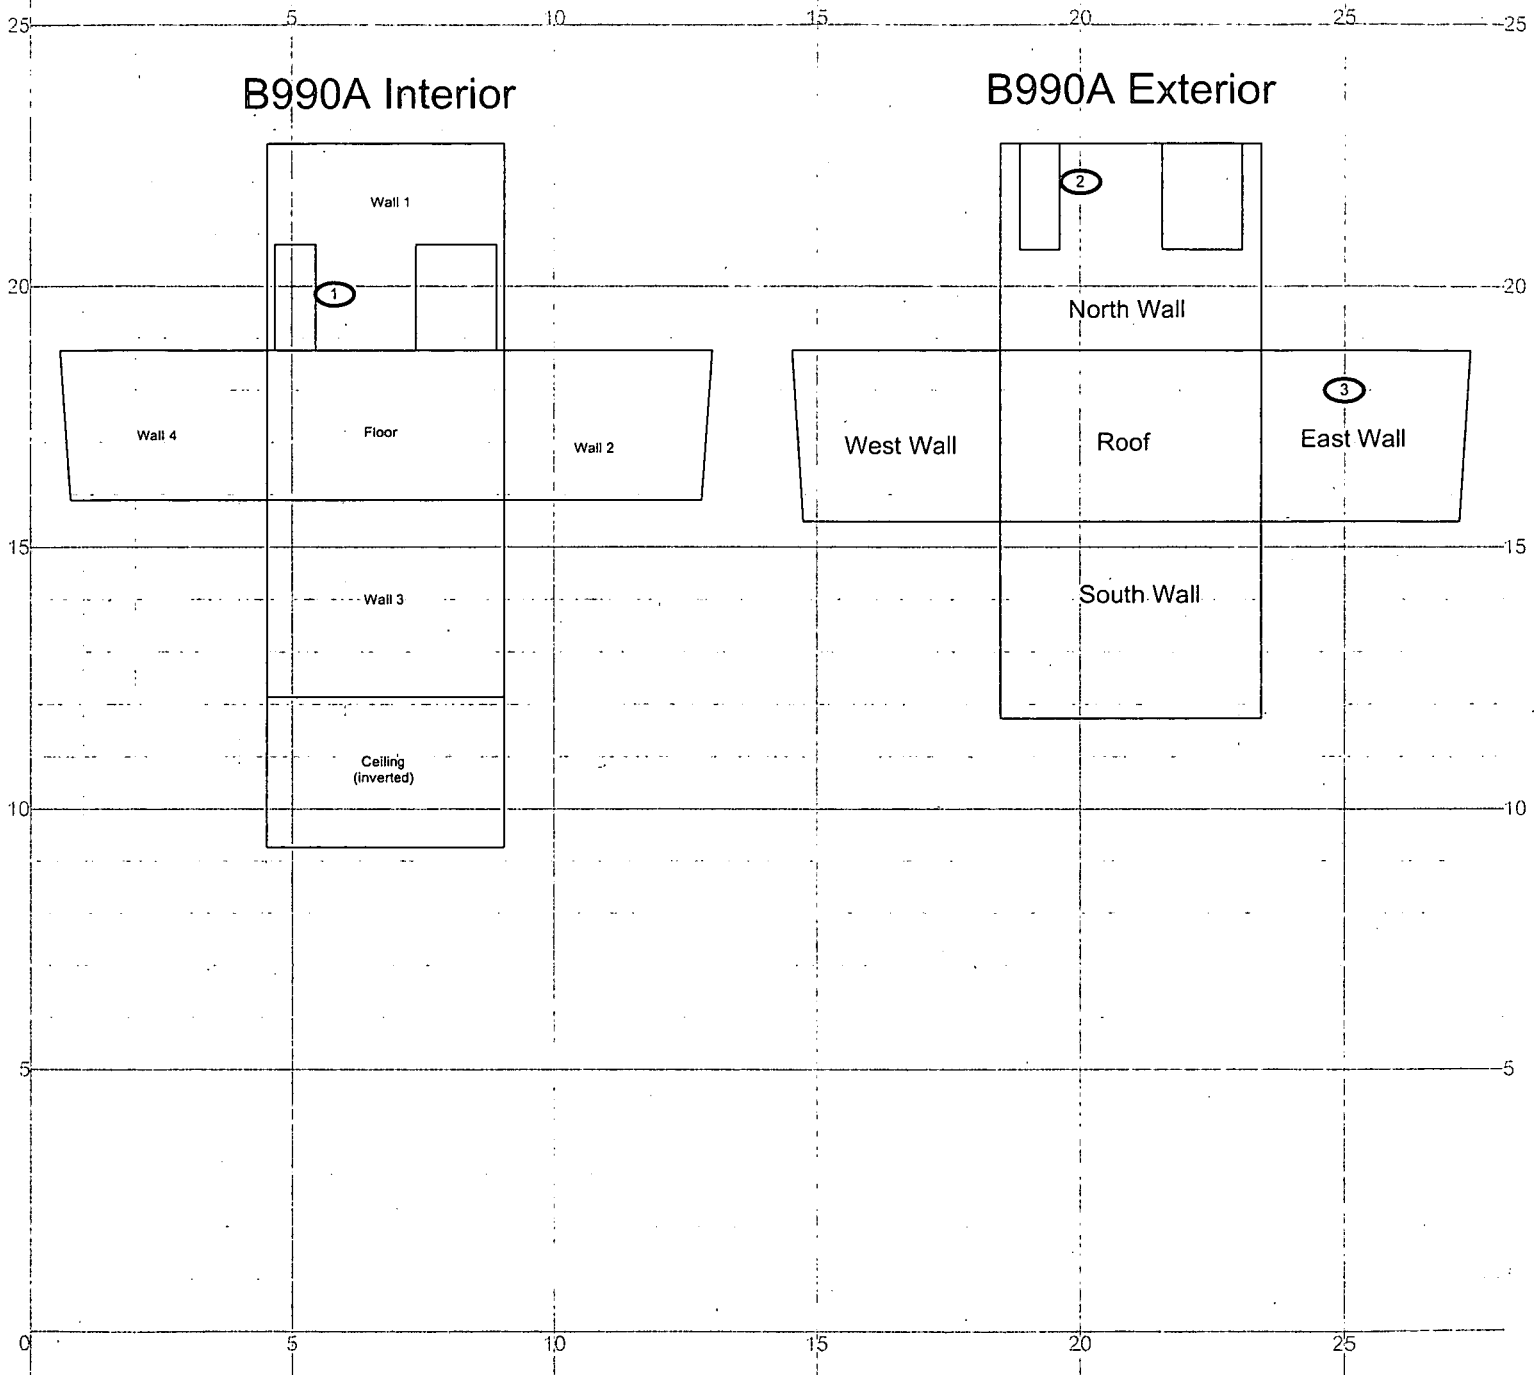 5 10 15 20 25
25 25
B990A Interior B990A Exterior
Wall 1
2
20 1 20
North Wall
3
Wall 4 Floor Wall 2 West Wall Roof East Wall
15 15
Wall 3 South Wall
Ceiling
(inverted)
10 10
5 5
0 5 10 15 20 25